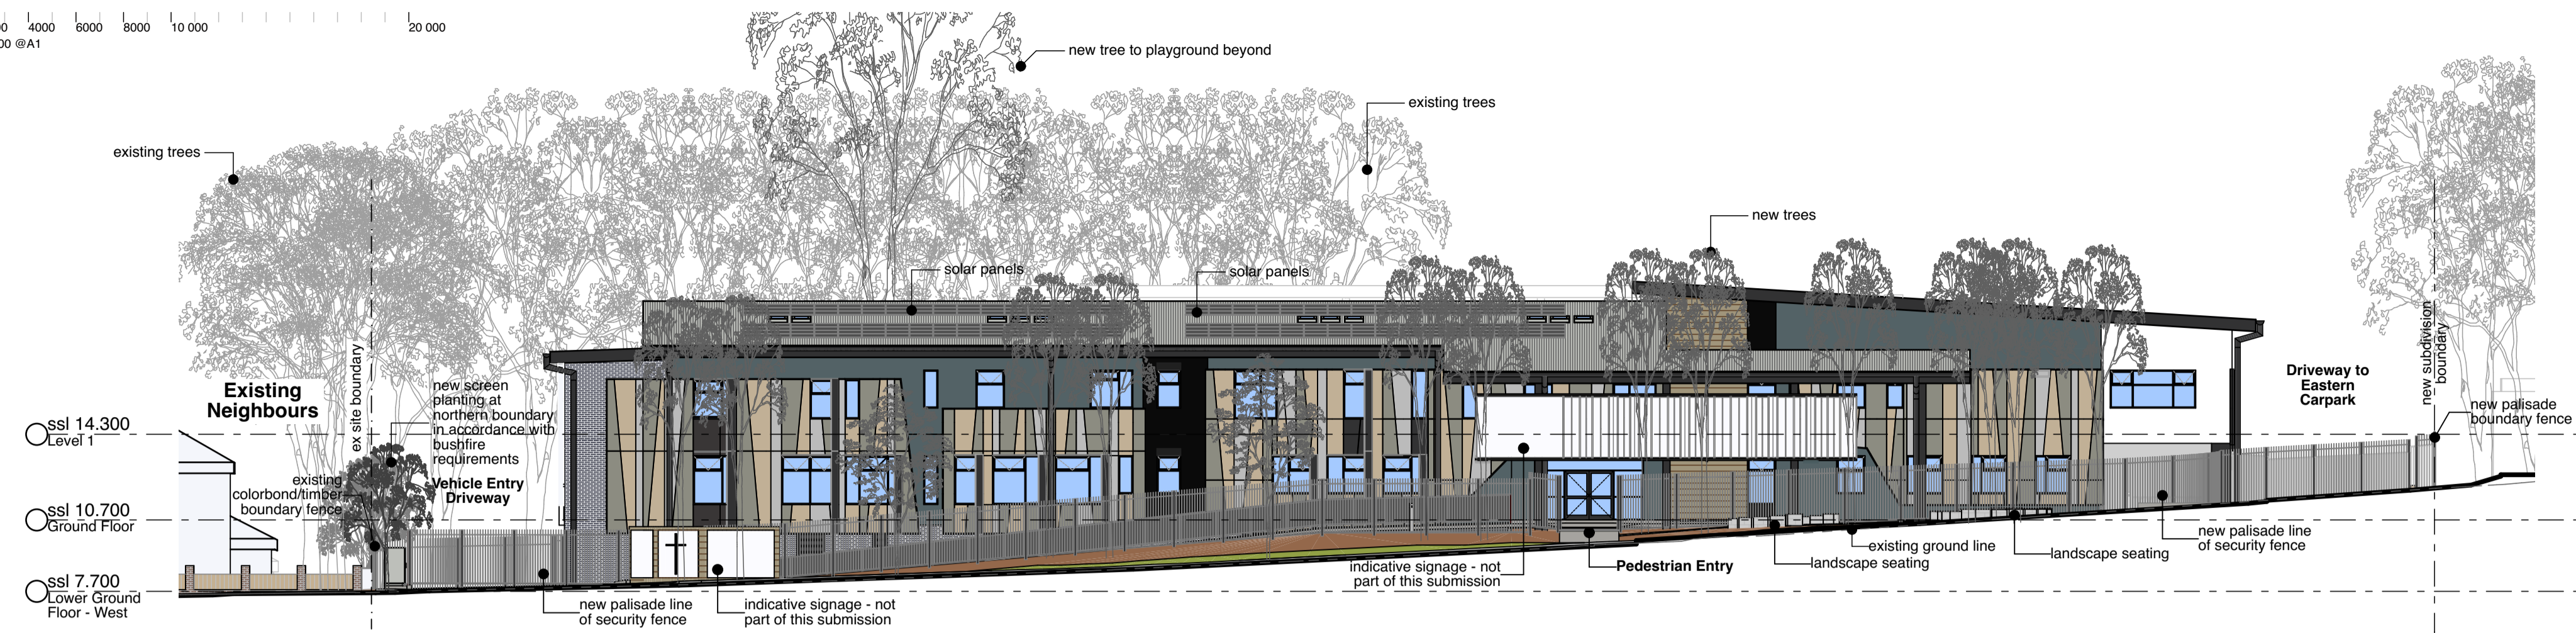 4000 6000 8000 10 000 20 000
00 @A1
new tree to playground beyond
existing trees
existing trees
new trees
solar panels
solar panels
Existing
Neighbours
ex site boundary
new screen
planting at
northern boundary
in accordance with
bushfire
requirements
existing
colorbond/timber
boundary fence
Vehicle Entry
Driveway
ssl 14.300
Level 1
ssl 10.700
Ground Floor
ssl 7.700
Lower Ground
Floor - West
new palisade line
of security fence
indicative signage - not
part of this submission
indicative signage - not
part of this submission
Pedestrian Entry
landscape seating
existing ground line
landscape seating
new palisade line
of security fence
Driveway to
Eastern
Carpark
new subdivision
boundary
new palisade
boundary fence